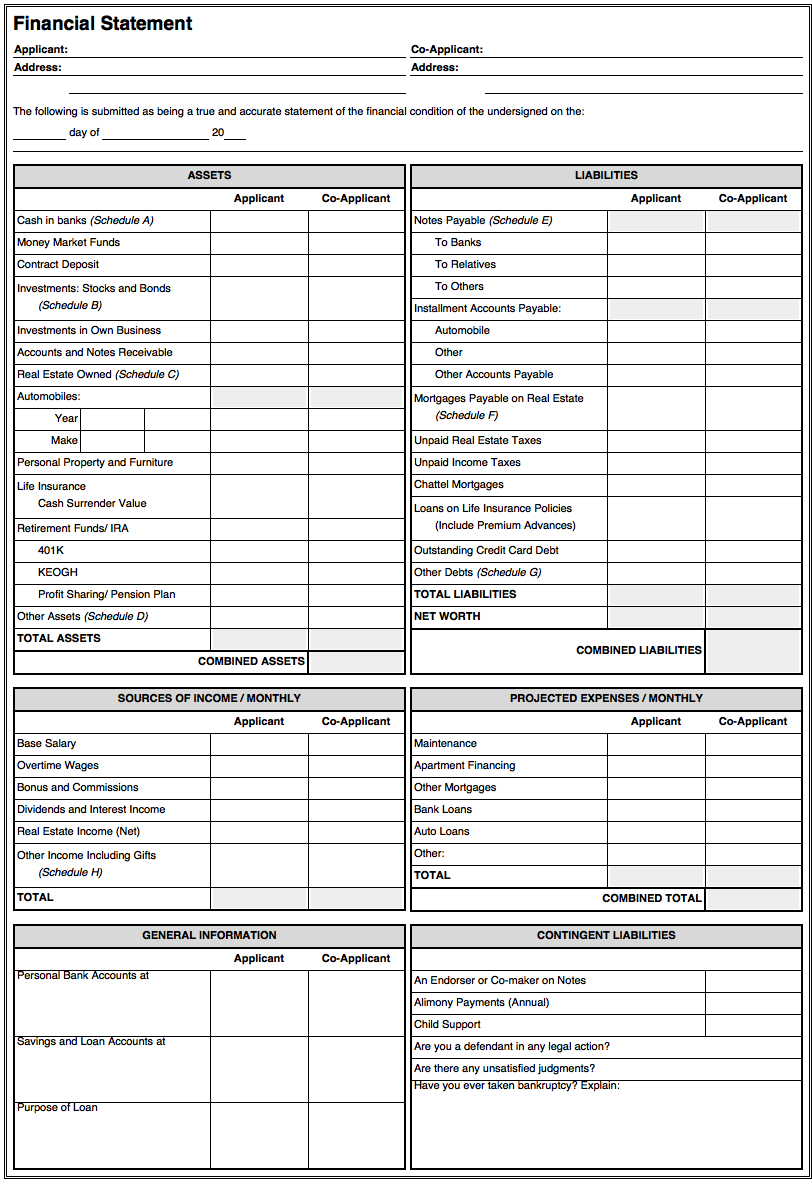 Financial Statement
Applicant: Co-Applicant:
Address: Address:
The following is submitted as being a true and accurate statement of the financial condition of the undersigned on the:
day of 20
ASSETS
Applicant Co-Applicant
Cash in banks (Schedule A)
Money Market Funds
Contract Deposit
Investments: Stocks and Bonds
(Schedule B)
Investments in Own Business
Accounts and Notes Receivable
Real Estate Owned (Schedule C)
Automobiles:
Year
Make
Personal Property and Furniture
Life Insurance
Cash Surrender Value
Retirement Funds/ IRA
401K
KEOGH
Profit Sharing/ Pension Plan
Other Assets (Schedule D)
TOTAL ASSETS
COMBINED ASSETS
LIABILITIES
Applicant Co-Applicant
Notes Payable (Schedule E)
To Banks
To Relatives
To Others
Installment Accounts Payable:
Automobile
Other
Other Accounts Payable
Mortgages Payable on Real Estate
(Schedule F)
Unpaid Real Estate Taxes
Unpaid Income Taxes
Chattel Mortgages
Loans on Life Insurance Policies
(Include Premium Advances)
Outstanding Credit Card Debt
Other Debts (Schedule G)
TOTAL LIABILITIES
NET WORTH
COMBINED LIABILITIES
SOURCES OF INCOME / MONTHLY
Applicant Co-Applicant
Base Salary
Overtime Wages
Bonus and Commissions
Dividends and Interest Income
Real Estate Income (Net)
Other Income Including Gifts
(Schedule H)
TOTAL
PROJECTED EXPENSES / MONTHLY
Applicant Co-Applicant
Maintenance
Apartment Financing
Other Mortgages
Bank Loans
Auto Loans
Other:
TOTAL
COMBINED TOTAL
GENERAL INFORMATION
Applicant Co-Applicant
Personal Bank Accounts at
Savings and Loan Accounts at
Purpose of Loan
CONTINGENT LIABILITIES
An Endorser or Co-maker on Notes
Alimony Payments (Annual)
Child Support
Are you a defendant in any legal action?
Are there any unsatisfied judgments?
Have you ever taken bankruptcy? Explain: